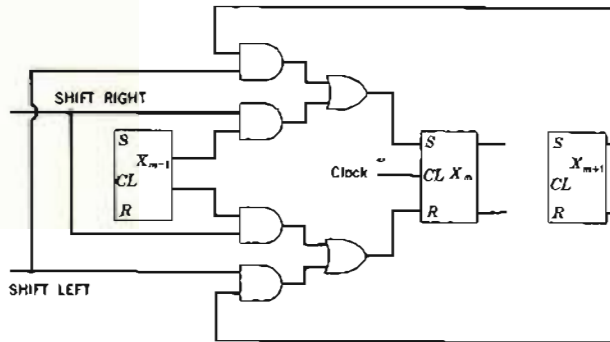 SHIFT RIGHT
S
X_{m-1}
CL
R
Clock
S
CL X_m
R
S
X_{m+1}
CL
R
SHIFT LEFT